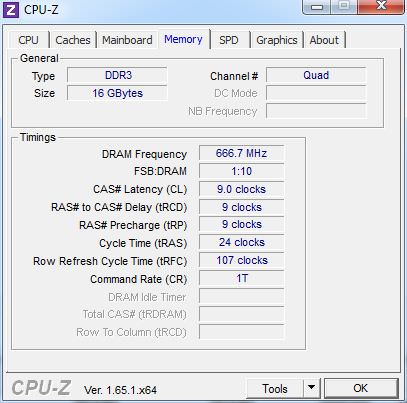 Z CPU-Z
CPU Caches Mainboard Memory SPD Graphics About
General
Type DDR3 Channel # Quad
Size 16 GBytes DC Mode
NB Frequency
Timings
DRAM Frequency 666.7 MHz
FSB:DRAM 1:10
CAS# Latency (CL) 9.0 clocks
RAS# to CAS# Delay (tRCD) 9 clocks
RAS# Precharge (tRP) 9 clocks
Cycle Time (tRAS) 24 clocks
Row Refresh Cycle Time (tRFC) 107 clocks
Command Rate (CR) 1T
DRAM Idle Timer
Total CAS# (tRDRAM)
Row To Column (tRCD)
CPU-Z Ver. 1.65.1.x64 Tools OK